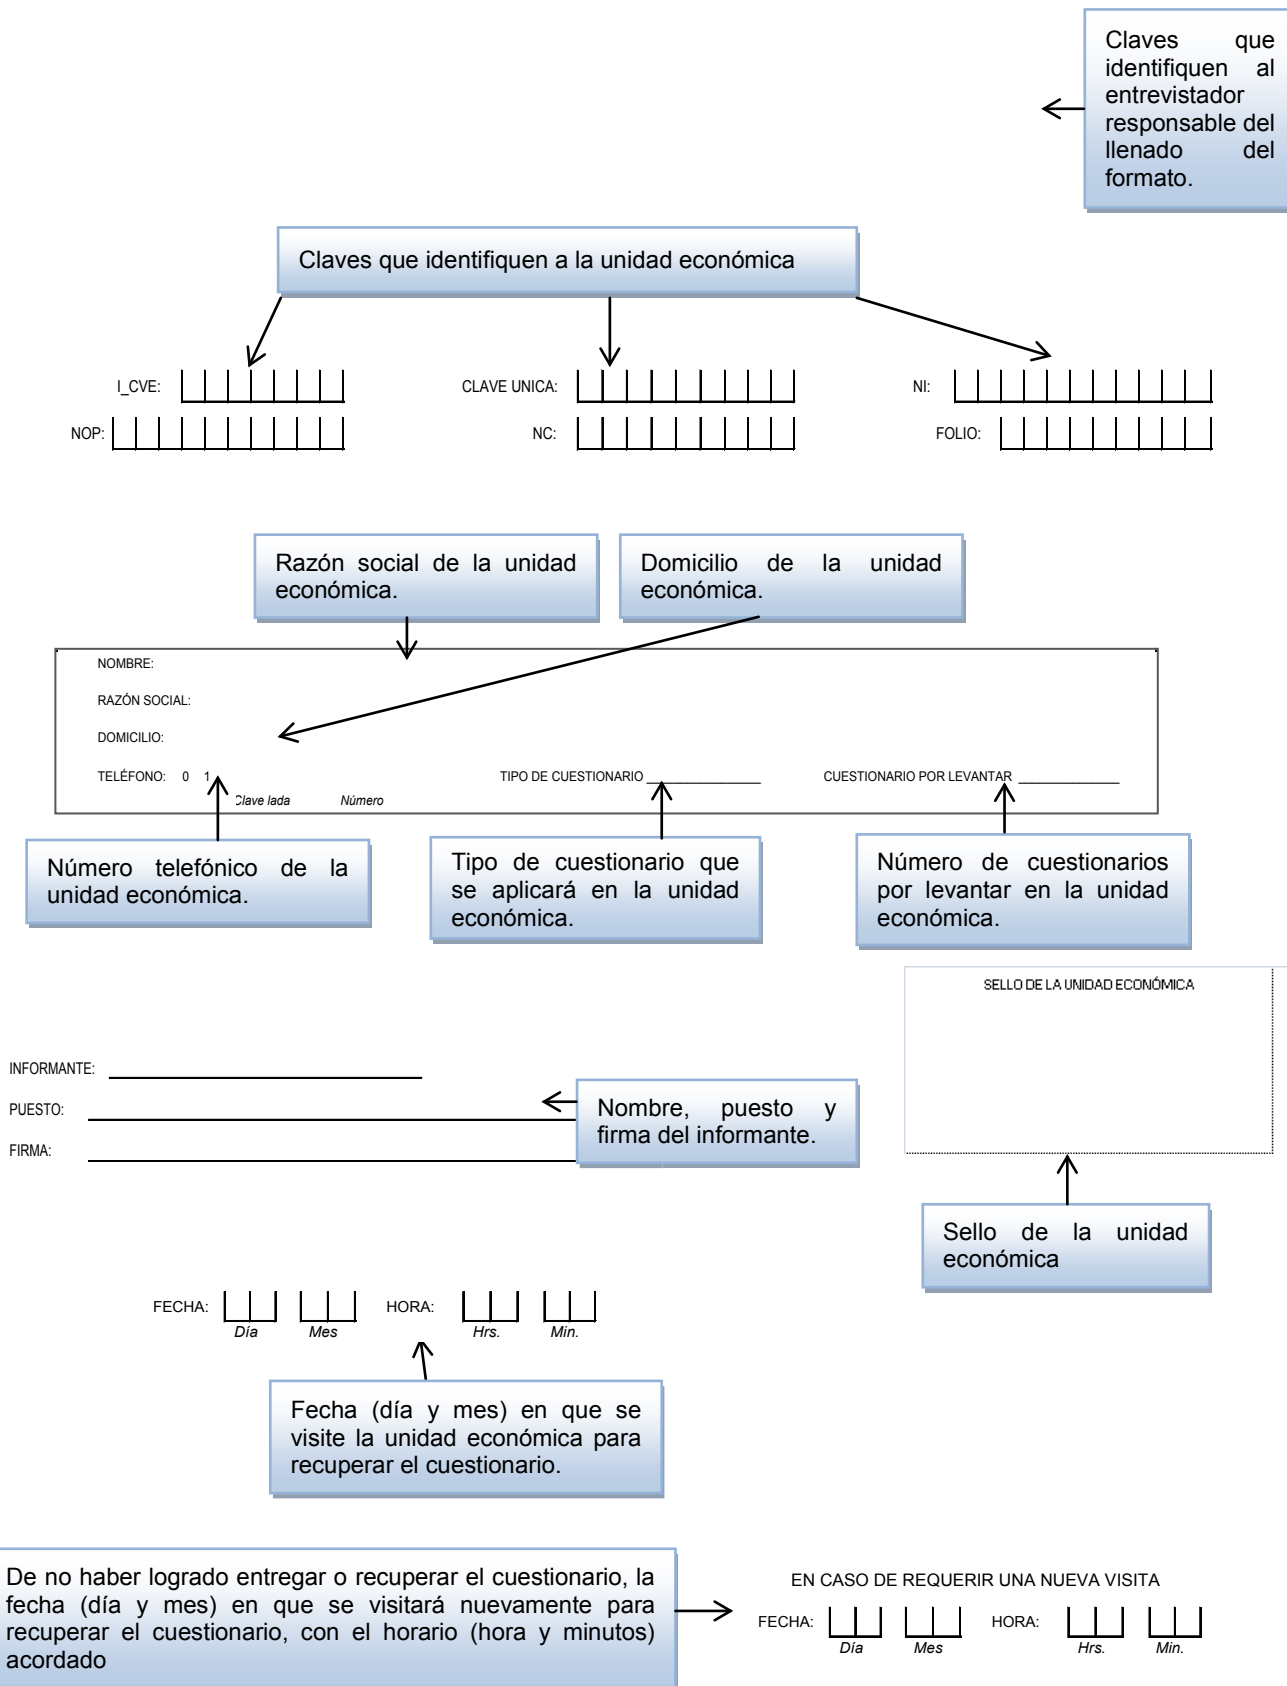 Claves que
identifiquen al
entrevistador
responsable del
llenado del
formato.
Claves que identifiquen a la unidad económica
I_CVE:
CLAVE UNICA:
NI:
NOP:
NC:
FOLIO:
Razón social de la unidad
económica.
Domicilio de la unidad
económica.
NOMBRE:
RAZÓN SOCIAL:
DOMICILIO:
TELÉFONO: 0 1
TIPO DE CUESTIONARIO
CUESTIONARIO POR LEVANTAR
Clave lada
Número
Número telefónico de la
unidad económica.
Tipo de cuestionario que
se aplicará en la unidad
económica.
Número de cuestionarios
por levantar en la unidad
económica.
SELLO DE LA UNIDAD ECONÓMICA
INFORMANTE:
PUESTO:
FIRMA:
Nombre, puesto y
firma del informante.
Sello de la unidad
económica
FECHA:
HORA:
Día
Mes
Hrs.
Min.
Fecha (día y mes) en que se
visite la unidad económica para
recuperar el cuestionario.
De no haber logrado entregar o recuperar el cuestionario, la
fecha (día y mes) en que se visitará nuevamente para
recuperar el cuestionario, con el horario (hora y minutos)
acordado
EN CASO DE REQUERIR UNA NUEVA VISITA
FECHA:
HORA:
Día
Mes
Hrs.
Min.